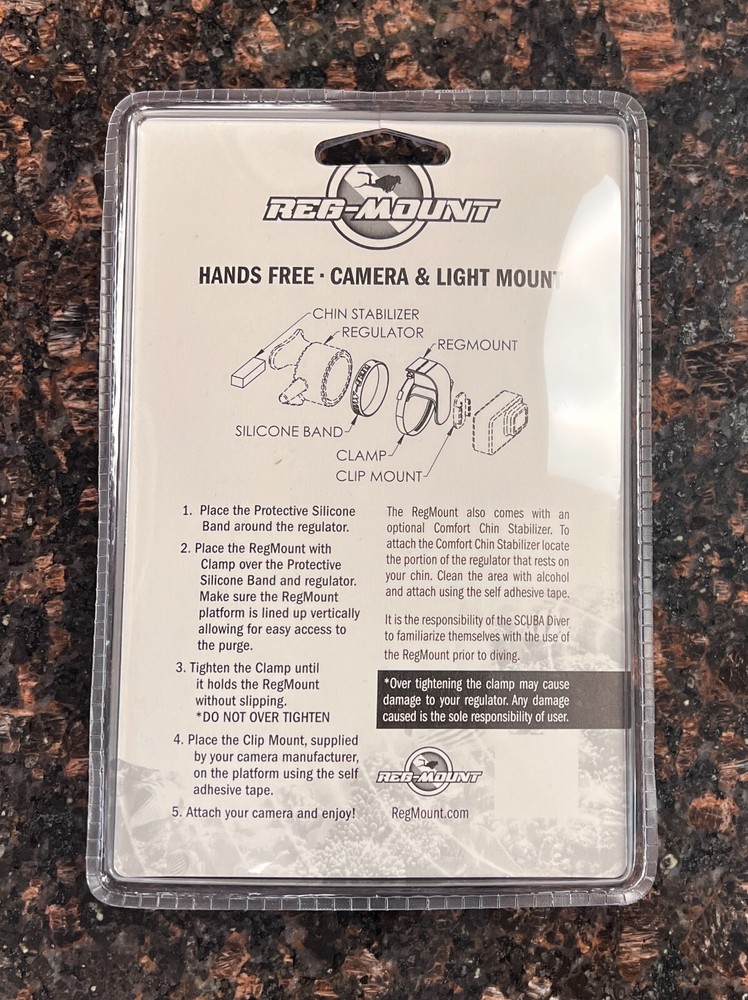 REG-MOUNT
HANDS FREE · CAMERA & LIGHT MOUNT
CHIN STABILIZER
REGULATOR
REGMOUNT
SILICONE BAND
CLAMP
CLIP MOUNT
1. Place the Protective Silicone
Band around the regulator.
2. Place the RegMount with
Clamp over the Protective
Silicone Band and regulator.
Make sure the RegMount
platform is lined up vertically
allowing for easy access to
the purge.
3. Tighten the Clamp until
it holds the RegMount
without slipping.
*DO NOT OVER TIGHTEN
4. Place the Clip Mount, supplied
by your camera manufacturer,
on the platform using the self
adhesive tape.
5. Attach your camera and enjoy!
The RegMount also comes with an
optional Comfort Chin Stabilizer. To
attach the Comfort Chin Stabilizer locate
the portion of the regulator that rests on
your chin. Clean the area with alcohol
and attach using the self adhesive tape.
It is the responsibility of the SCUBA Diver
to familiarize themselves with the use of
the RegMount prior to diving.
*Over tightening the clamp may cause
damage to your regulator. Any damage
caused is the sole responsibility of user.
REG-MOUNT
RegMount.com